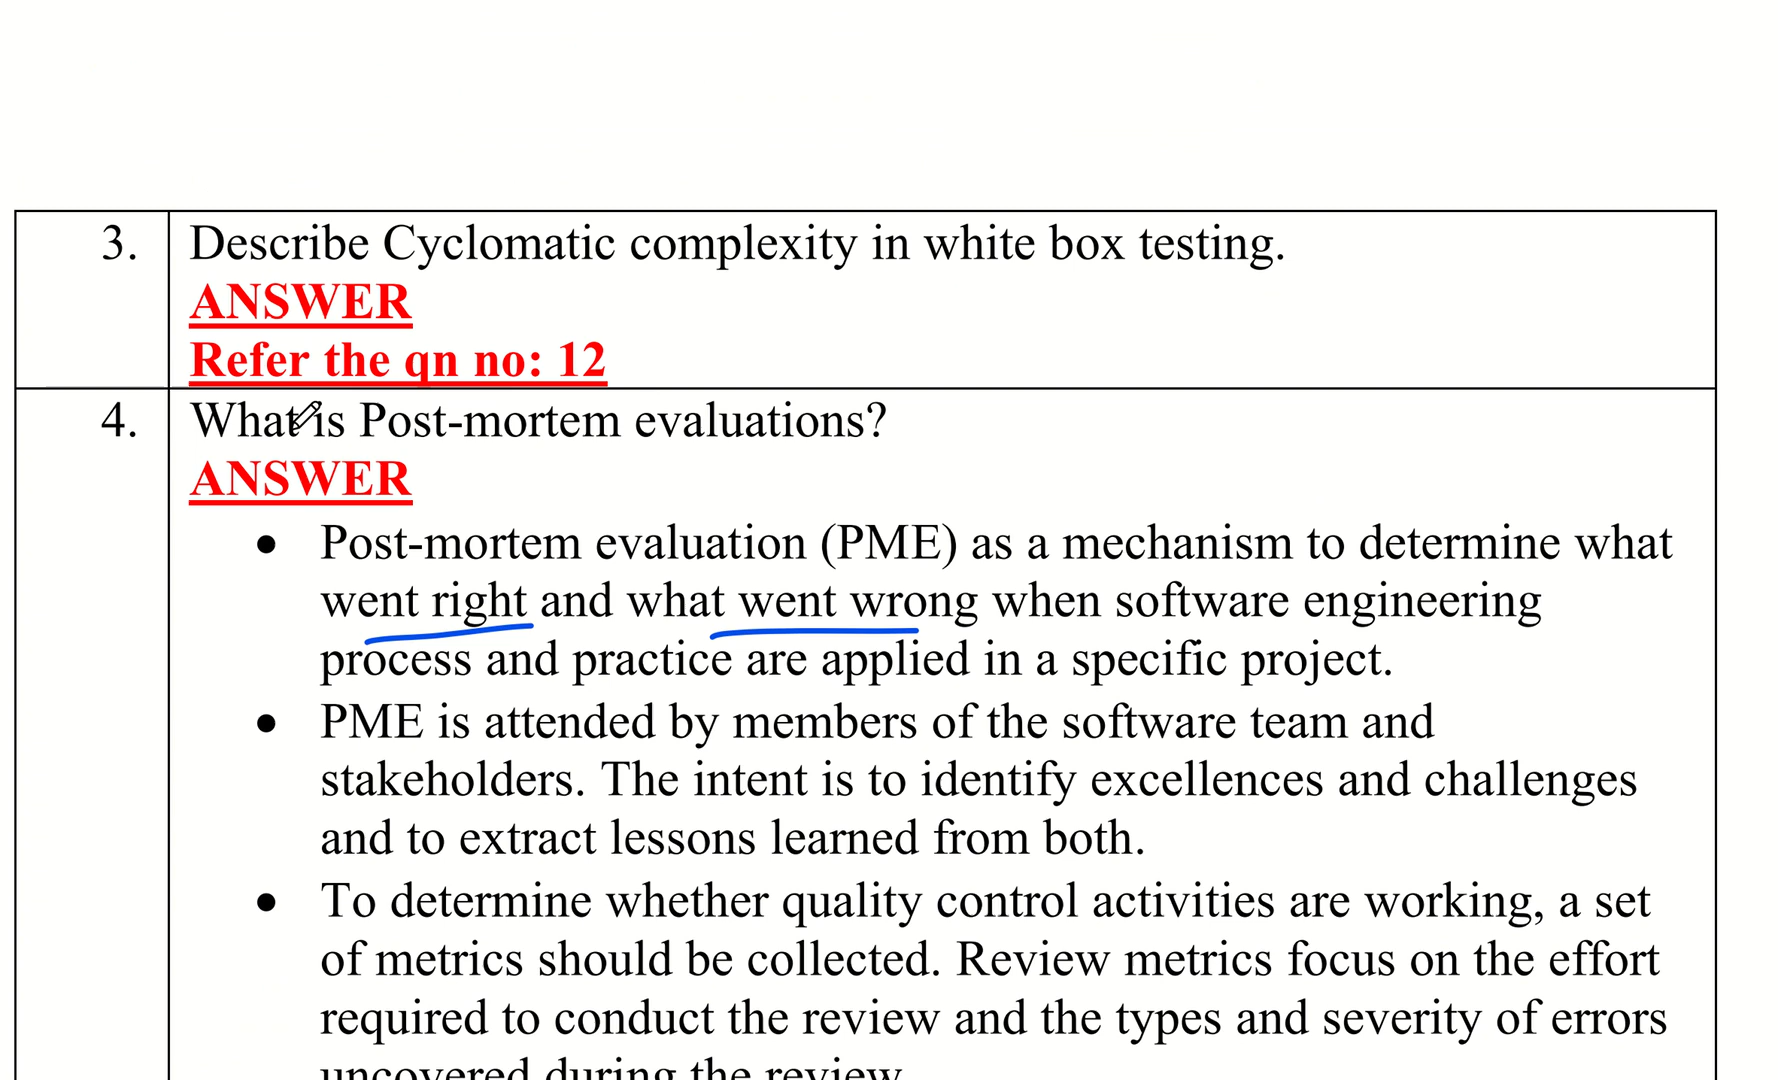 3. Describe Cyclomatic complexity in white box testing.
ANSWER
Refer the qn no: 12
4. What is Post-mortem evaluations?
ANSWER
• Post-mortem evaluation (PME) as a mechanism to determine what
went right and what went wrong when software engineering
process and practice are applied in a specific project.
• PME is attended by members of the software team and
stakeholders. The intent is to identify excellences and challenges
and to extract lessons learned from both.
• To determine whether quality control activities are working, a set
of metrics should be collected. Review metrics focus on the effort
required to conduct the review and the types and severity of errors
uncovered during the review.